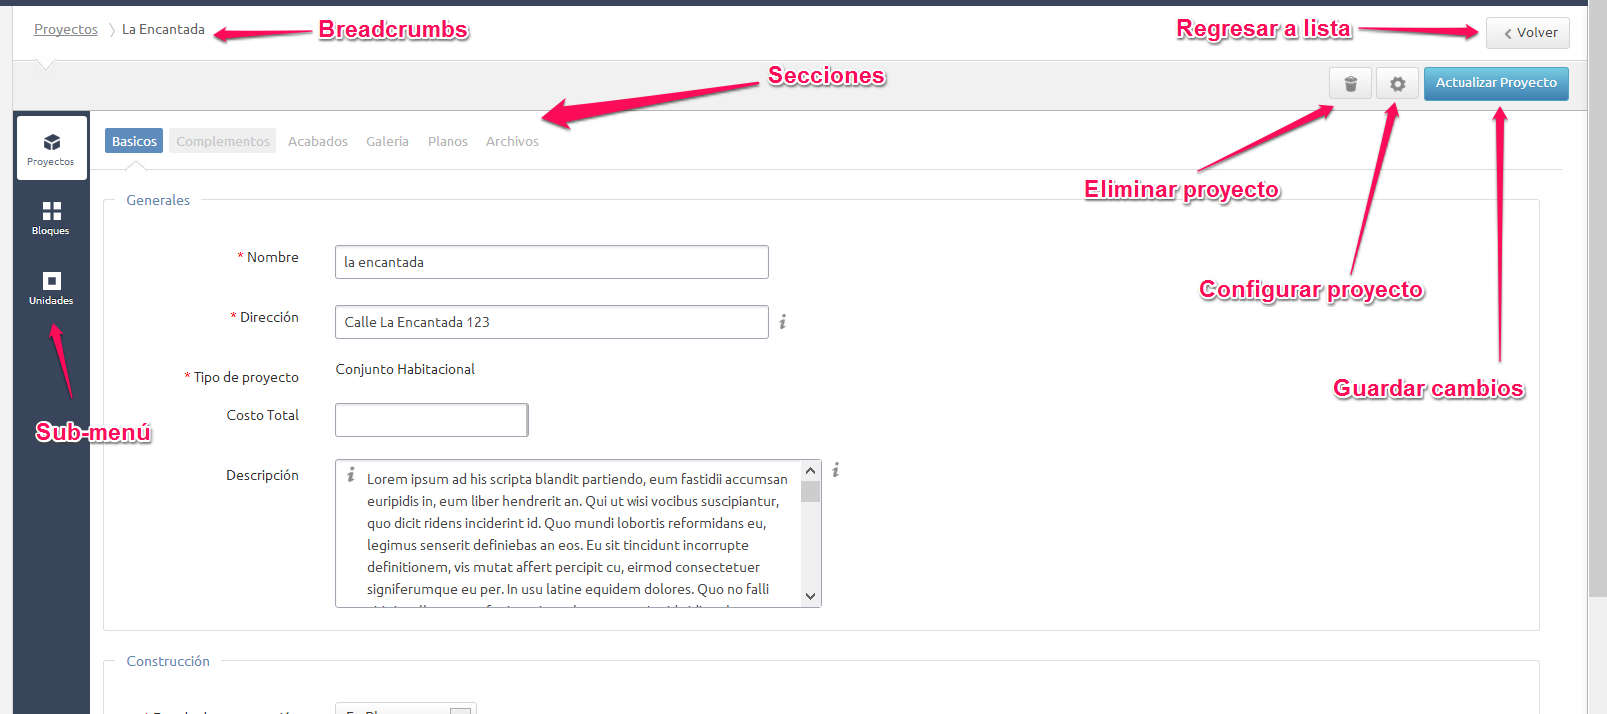 Proyectos La Encantada
Breadcrumbs
Regresar a lista
Volver
Secciones
Actualizar Proyecto
Basicos Complementos Acabados Galería Planos Archivos
Proyectos
Bloques
Unidades
Sub-menú
Eliminar proyecto
Configurar proyecto
Guardar cambios
Generales
* Nombre
la encantada
* Dirección
Calle La Encantada 123
* Tipo de proyecto
Conjunto Habitacional
Costo Total
Descripción
Lorem ipsum ad his scripta blandit partiendo, eum fastidii accumsan
euripidis in, eum liber hendrerit an. Qui ut wisi vocibus suscipiantur,
quo dicit ridens inciderint id. Quo mundi lobortis reformidans eu,
legimus senserit definiebas an eos. Eu sit tincidunt incorrupte
definitionem, vis mutat affert percipit cu, eirmod consectetuer
signiferumque eu per. In usu latine equidem dolores. Quo no falli
Construcción